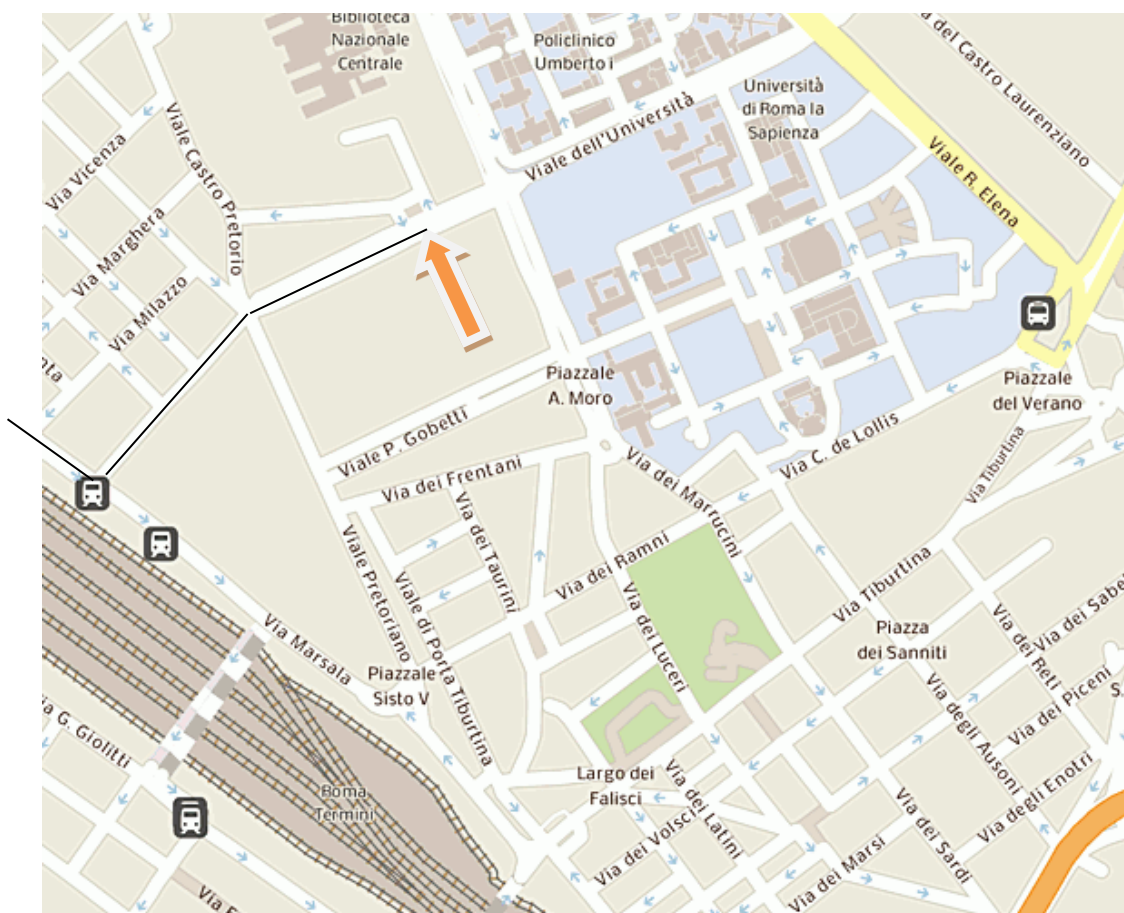 Biblioteca
Nazionale
Centrale
Policlinico
Umberto i
Università
di Roma la
Sapienza
Viale dell'Università
Viale Castro Pretorio
Via Vicenza
Via Marghera
Via Milazzo
a del Castro Laurenziano
Viale R. Elena
Piazzale
del Verano
Piazzale
A. Moro
Viale P. Gobetti
Via dei Frentani
Via dei Marrucini
Via C. de Lollis
Via Tiburtina
Via dei Taurini
Via dei Ramni
Viale Pretoriano
Viale di Porta Tiburtina
Via dei Luceri
Via Tiburtina
Piazza
dei Sanniti
Via dei Reti
Via dei Sabel
Via dei Piceni
S.
Via Marsala
Piazzale
Sisto V
Via degli Ausoni
Via degli Enotri
ia G. Giolitti
Roma
Termini
Largo dei
Falisci
Via dei Latini
Via dei Volsci
Via dei Marsi
Via dei Sardi
nta